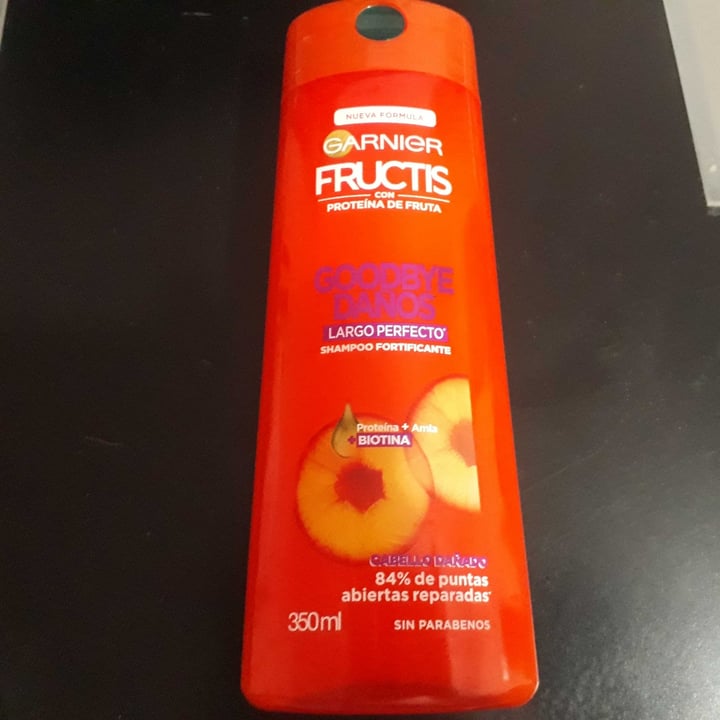 NUEVA FÓRMULA
GARNIER
FRUCTIS
CON
PROTEÍNA DE FRUTA
GOODBYE
DAÑOS*
LARGO PERFECTO*
SHAMPOO FORTIFICANTE
Proteína + Amla
+ BIOTINA
CABELLO DAÑADO
84% de puntas
abiertas reparadas*
350ml
SIN PARABENOS